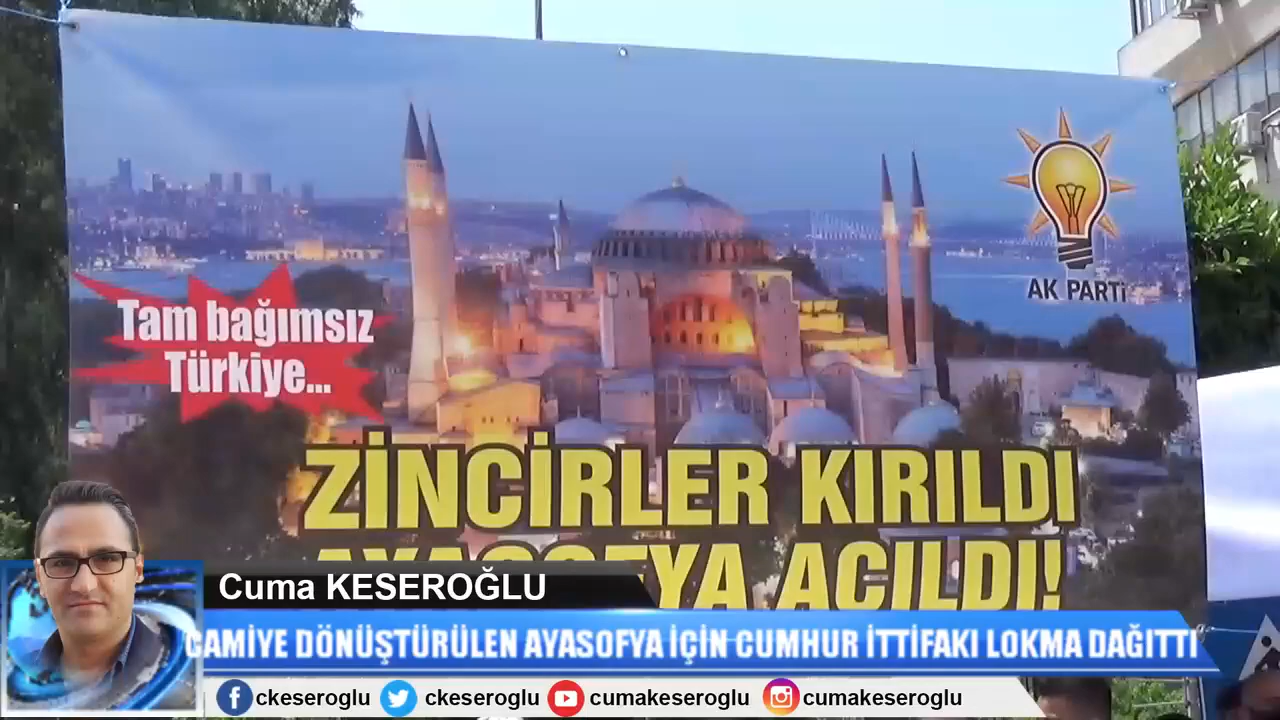 AK PARTİ
Tam bağımsız
Türkiye...
ZİNCİRLER KIRILDI
AYASOFYA AÇILDI!
Cuma KESEROĞLU
CAMİYE DÖNÜŞTÜRÜLEN AYASOFYA İÇİN CUMHUR İTTİFAKI LOKMA DAĞITTI
ckeseroglu ckeseroglu cumakeseroglu cumakeseroglu